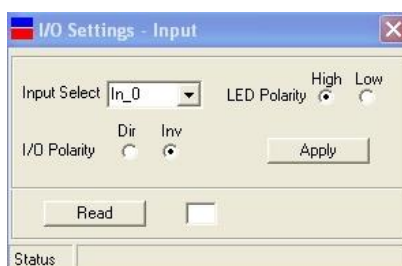 I/O Settings - Input
High Low
Input Select In_0 LED Polarity
Dir Inv
I/O Polarity Apply
Read
Status